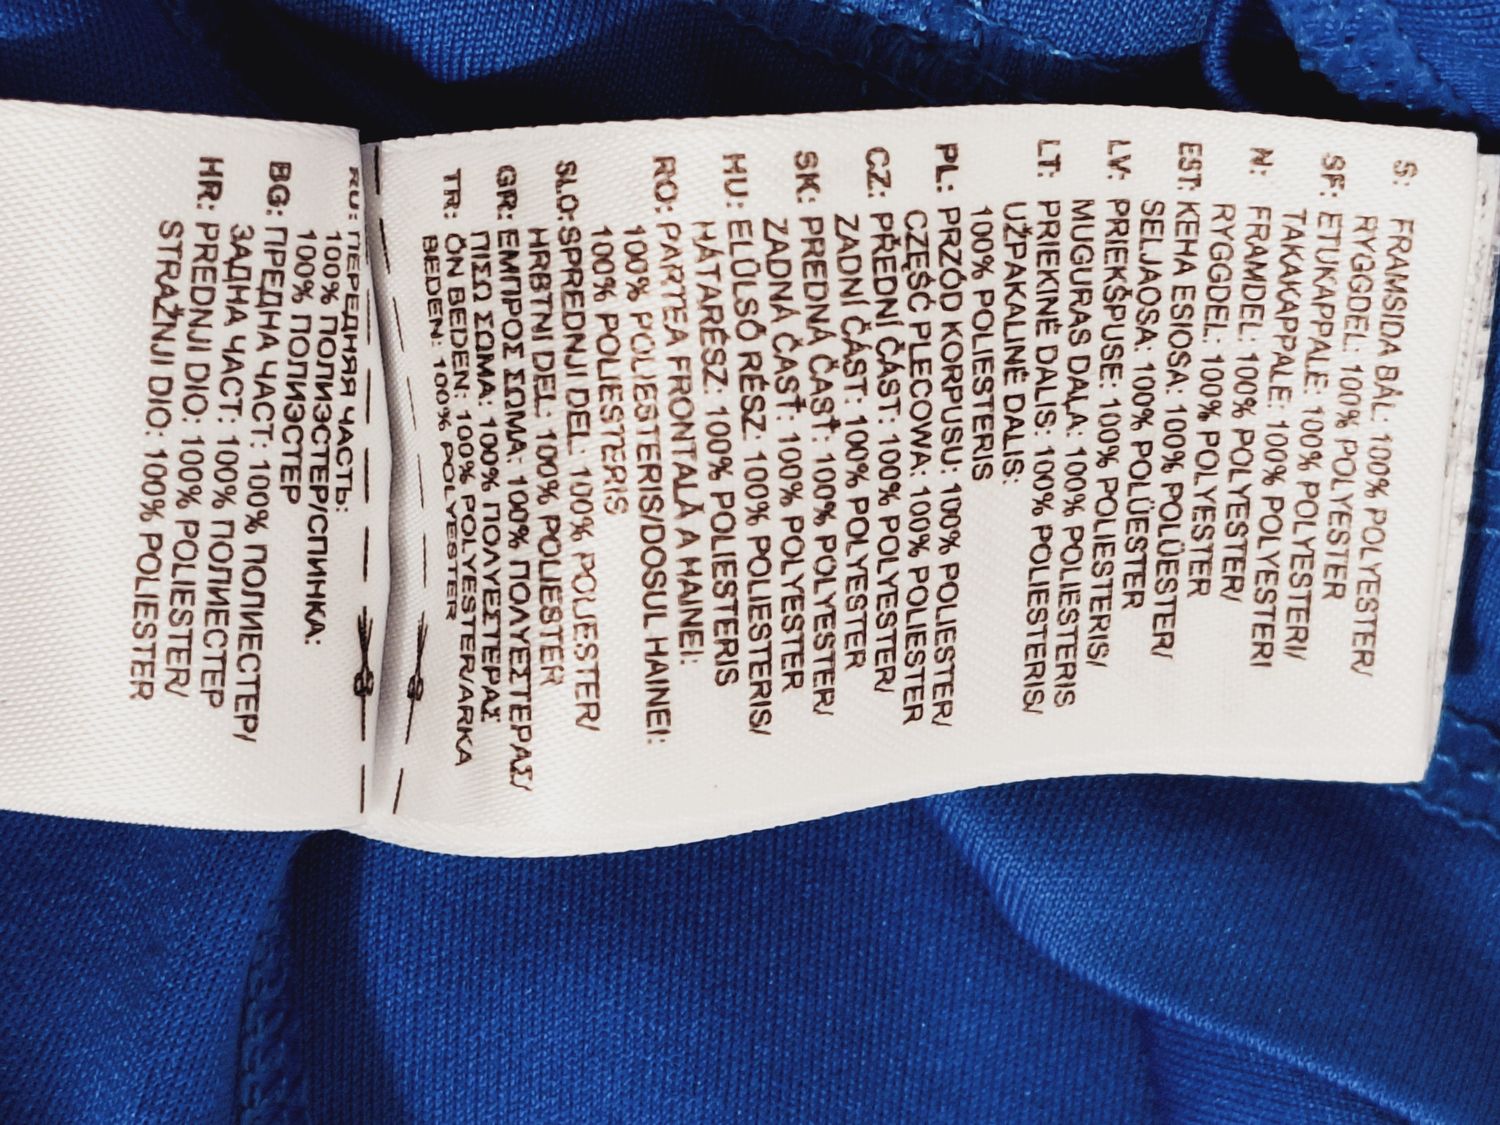 S: FRAMSIDA BÅL: 100% POLYESTER/
RYGGDEL: 100% POLYESTER
SF: ETUKAPPALE: 100% POLYESTERI/
TAKAKAPPALE: 100% POLYESTERI
N: FRAMDEL: 100% POLYESTER/
RYGGDEL: 100% POLYESTER
EST: KEHA ESIOSA: 100% POLÜESTER/
SELJAOSA: 100% POLÜESTER
LV: PRIEKŠPUSE: 100% POLIESTERIS/
MUGURAS DAĻA: 100% POLIESTERIS
LT: PRIEKINĖ DALIS: 100% POLIESTERIS/
UŽPAKALINĖ DALIS:
100% POLIESTERIS
PL: PRZÓD KORPUSU: 100% POLIESTER/
CZĘŚĆ PLECOWA: 100% POLIESTER
CZ: PŘEDNÍ ČÁST: 100% POLYESTER/
ZADNÍ ČÁST: 100% POLYESTER
SK: PREDNÁ ČASŤ: 100% POLYESTER/
ZADNÁ ČASŤ: 100% POLYESTER
HU: ELÜLSŐ RÉSZ: 100% POLIESTERIS/
HÁTARÉSZ: 100% POLIESTERIS
RO: PARTEA FRONTALĂ A HAINEI:
100% POLIESTERIS/DOSUL HAINEI:
100% POLIESTERIS
SLO: SPREDNJI DEL: 100% POLIESTER/
HRBTNI DEL: 100% POLIESTER
GR: ΕΜΠΡΟΣ ΣΩΜΑ: 100% ΠΟΛΥΕΣΤΕΡΑΣ/
ΠΙΣΩ ΣΩΜΑ: 100% ΠΟΛΥΕΣΤΕΡΑΣ
TR: ÖN BEDEN: 100% POLYESTER/ARKA
BEDEN: 100% POLYESTER
RU: ПЕРЕДНЯЯ ЧАСТЬ:
100% ПОЛИЭСТЕР/СПИНКА:
100% ПОЛИЭСТЕР
BG: ПРЕДНА ЧАСТ: 100% ПОЛИЕСТЕР/
ЗАДНА ЧАСТ: 100% ПОЛИЕСТЕР
HR: PREDNJI DIO: 100% POLIESTER/
STRAŽNJI DIO: 100% POLIESTER